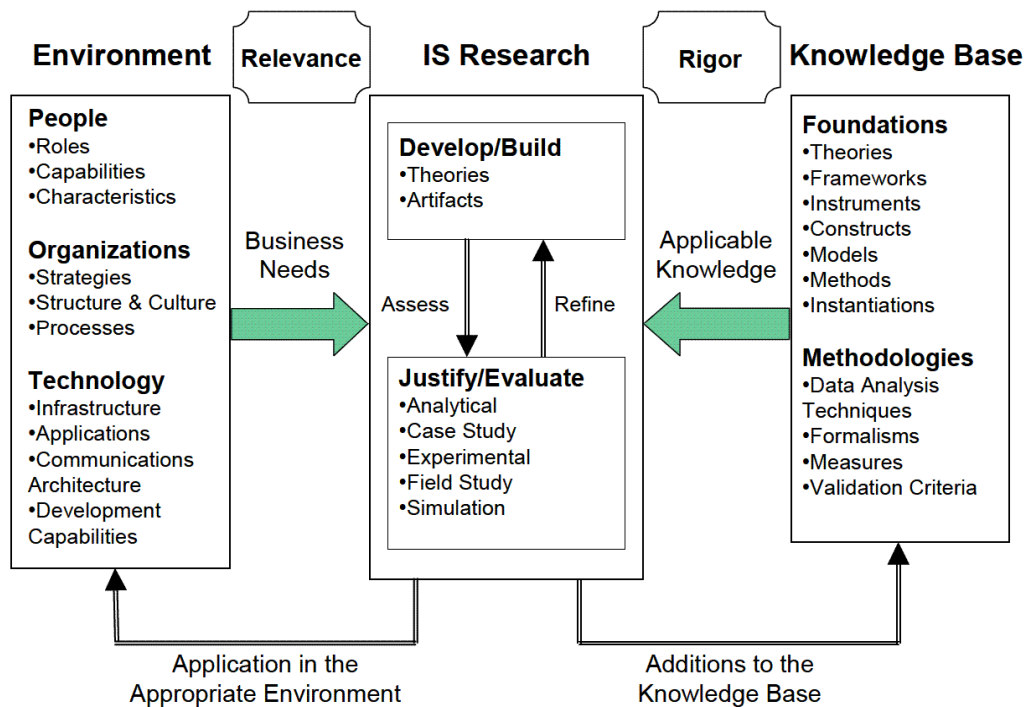 Environment
Relevance
IS Research
Rigor
Knowledge Base
People
•Roles
•Capabilities
•Characteristics
Organizations
•Strategies
•Structure & Culture
•Processes
Technology
•Infrastructure
•Applications
•Communications
Architecture
•Development
Capabilities
Business
Needs
Develop/Build
•Theories
•Artifacts
Assess
Refine
Justify/Evaluate
•Analytical
•Case Study
•Experimental
•Field Study
•Simulation
Applicable
Knowledge
Foundations
•Theories
•Frameworks
•Instruments
•Constructs
•Models
•Methods
•Instantiations
Methodologies
•Data Analysis
Techniques
•Formalisms
•Measures
•Validation Criteria
Application in the
Appropriate Environment
Additions to the
Knowledge Base